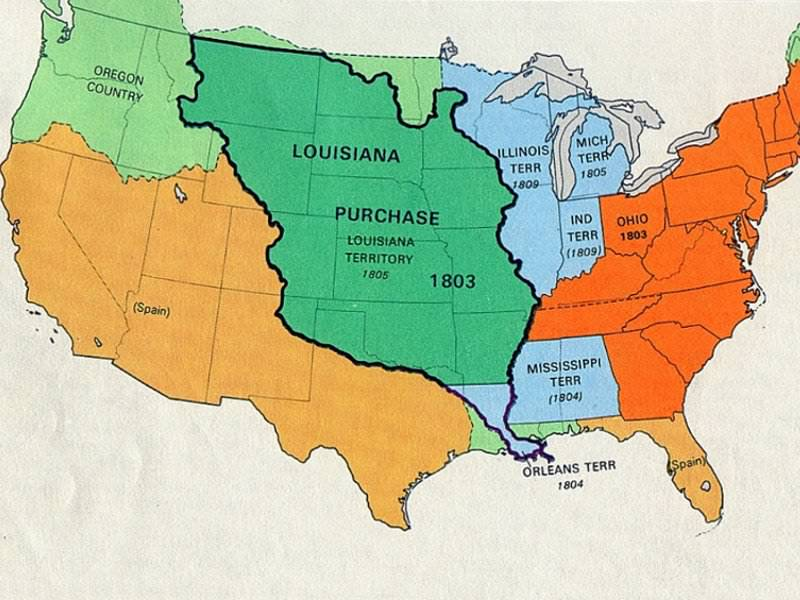 OREGON
COUNTRY
LOUISIANA
PURCHASE
LOUISIANA
TERRITORY
1805
1803
ILLINOIS
TERR
1809
MICH
TERR
1805
IND
TERR
(1809)
OHIO
1803
(Spain)
MISSISSIPPI
TERR
(1804)
ORLEANS TERR
1804
(Spain)